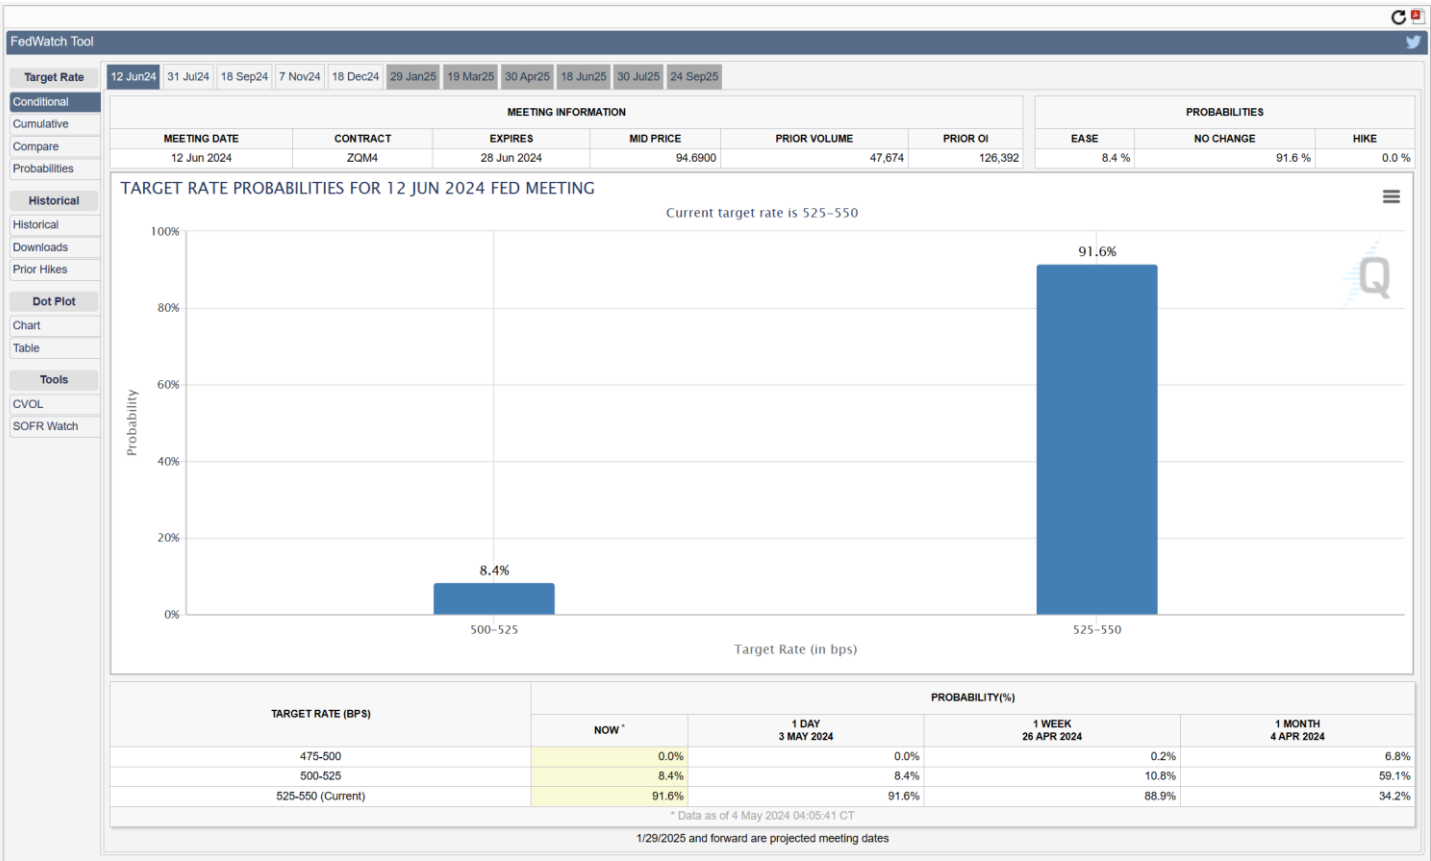 FedWatch Tool
Target Rate
Conditional
Cumulative
Compare
Probabilities
Historical
Historical
Downloads
Prior Hikes
Dot Plot
Chart
Table
Tools
CVOL
SOFR Watch
12 Jun24 31 Jul24 18 Sep24 7 Nov24 18 Dec24 29 Jan25 19 Mar25 30 Apr25 18 Jun25 30 Jul25 24 Sep25
MEETING INFORMATION
MEETING DATE CONTRACT EXPIRES MID PRICE PRIOR VOLUME PRIOR OI
12 Jun 2024 ZQM4 28 Jun 2024 94.6900 47,674 126,392
PROBABILITIES
EASE NO CHANGE HIKE
8.4 % 91.6 % 0.0 %
TARGET RATE PROBABILITIES FOR 12 JUN 2024 FED MEETING
Current target rate is 525-550
100%
80%
60%
40%
20%
0%
Probability
8.4%
91.6%
Q
500-525 525-550
Target Rate (in bps)
TARGET RATE (BPS) PROBABILITY(%)
NOW * 1 DAY 1 WEEK 1 MONTH
3 MAY 2024 26 APR 2024 4 APR 2024
475-500 0.0% 0.0% 0.2% 6.8%
500-525 8.4% 8.4% 10.8% 59.1%
525-550 (Current) 91.6% 91.6% 88.9% 34.2%
* Data as of 4 May 2024 04:05:41 CT
1/29/2025 and forward are projected meeting dates